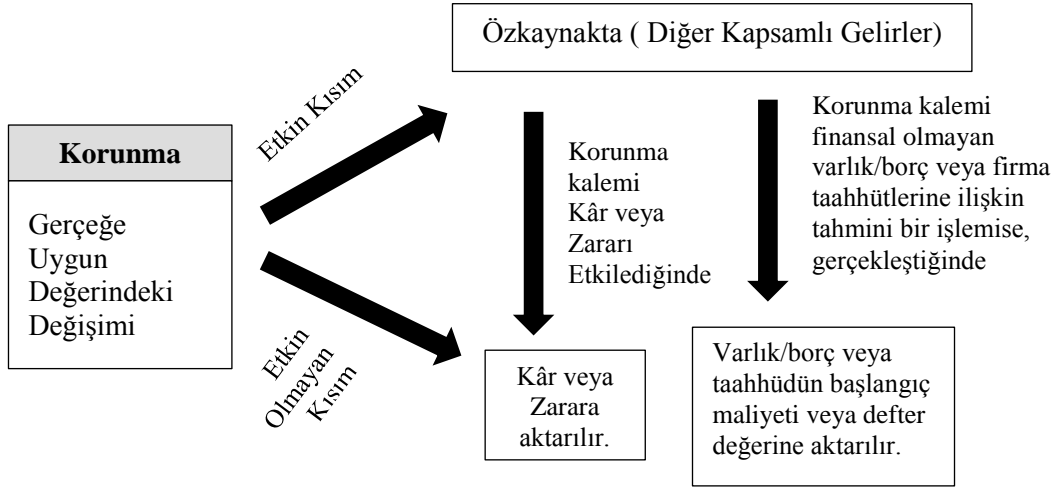 Özkaynakta ( Diğer Kapsamlı Gelirler)
Etkin Kısım
Korunma
Gerçeğe
Uygun
Değerindeki
Değişimi
Etkin
Olmayan
Kısım
Korunma
kalemi
Kâr veya
Zararı
Etkilediğinde
Korunma kalemi
finansal olmayan
varlık/borç veya firma
taahhütlerine ilişkin
tahmini bir işlemise,
gerçekleştiğinde
Kâr veya
Zarara
aktarılır.
Varlık/borç veya
taahhüdün başlangıç
maliyeti veya defter
değerine aktarılır.